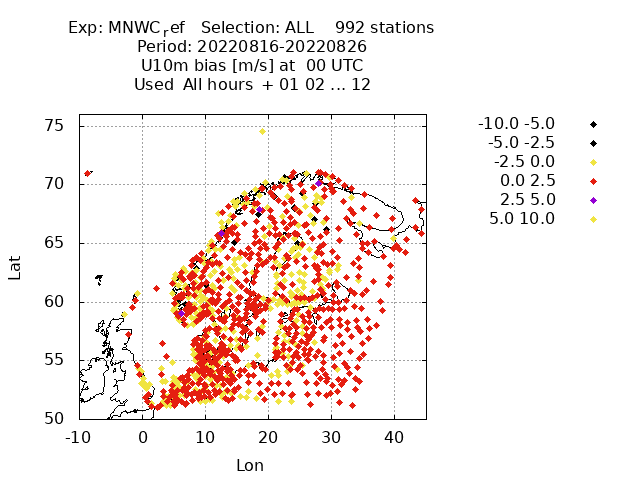 Exp: MNWC_ref   Selection: ALL    992 stations
Period: 20220816-20220826
U10m bias [m/s] at  00 UTC
Used  All hours  + 01 02 ... 12
-10.0 -5.0
-5.0 -2.5
-2.5 0.0
0.0 2.5
2.5 5.0
5.0 10.0
75
70
65
60
55
50
Lat
-10 0 10 20 30 40
Lon